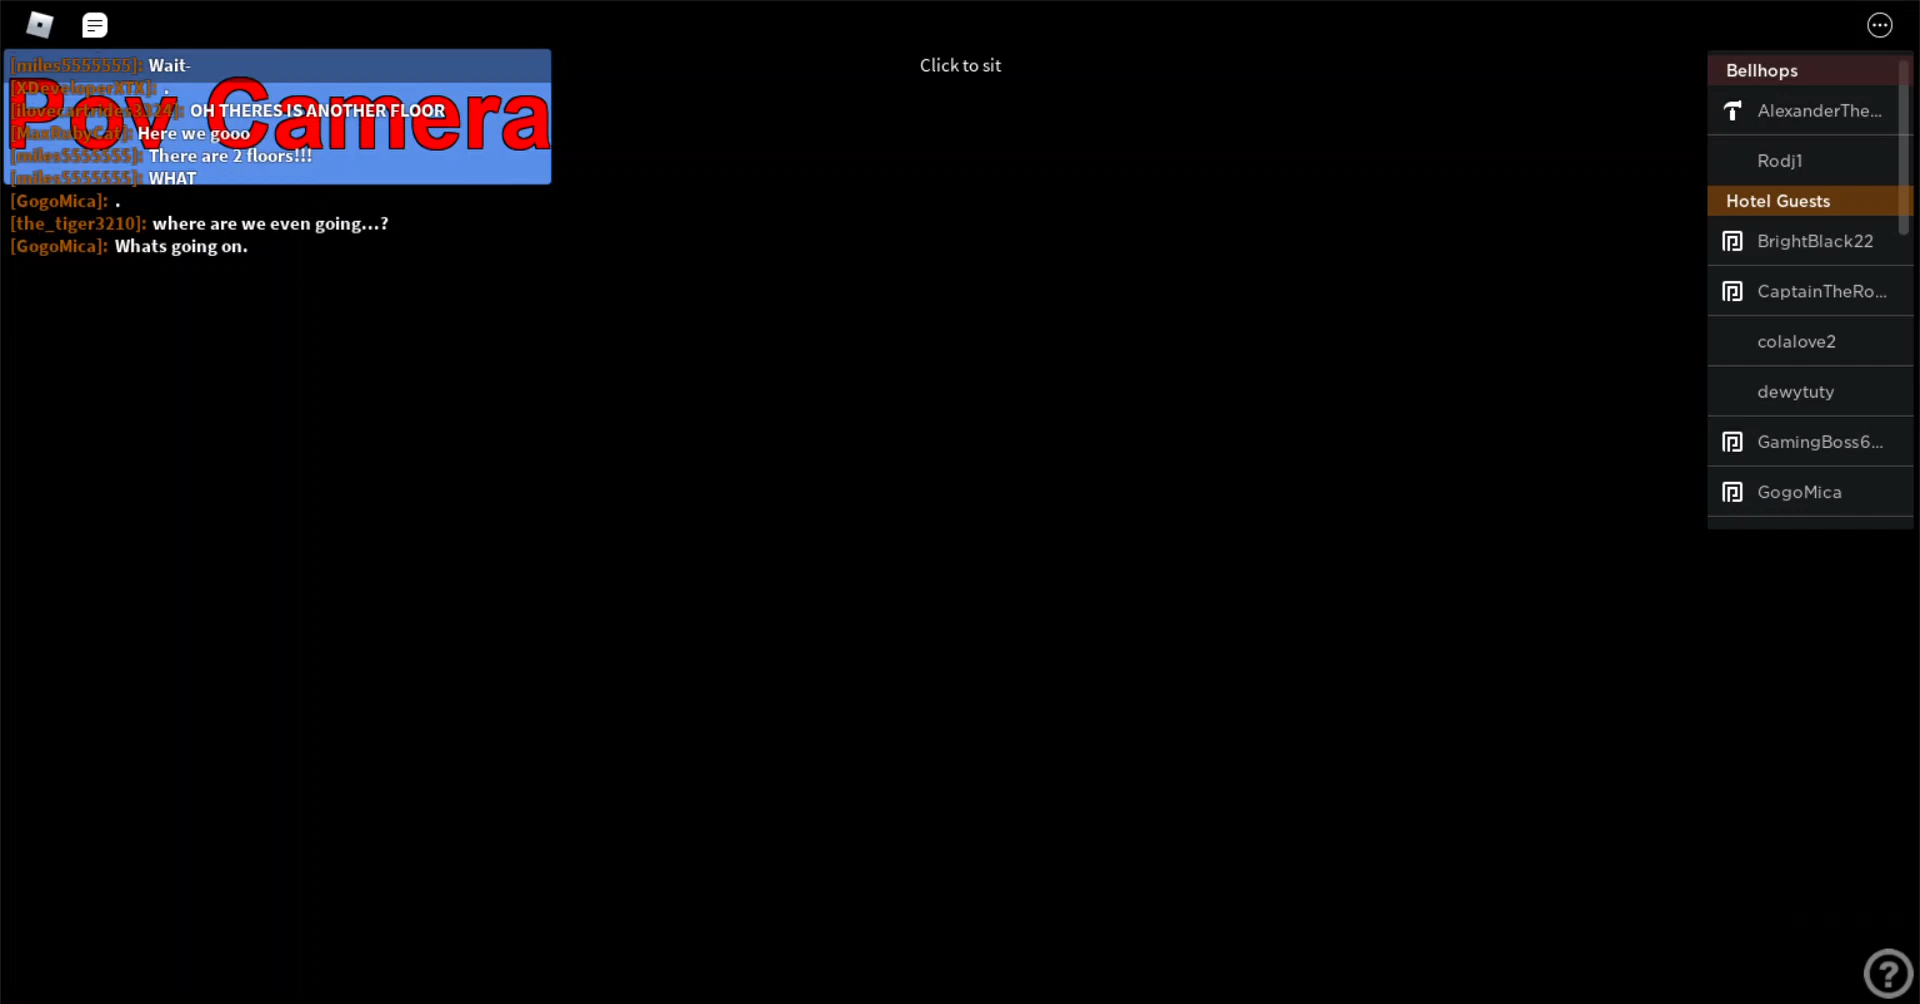 Click to sit
Pov Camera
[miles5555555]: Wait-
[XDeveloperXTX]: .
[ilovecartrides3324]: OH THERES IS ANOTHER FLOOR
[MaxRubyCat]: Here we gooo
[miles5555555]: There are 2 floors!!!
[miles5555555]: WHAT
[GogoMica]: .
[the_tiger3210]: where are we even going...?
[GogoMica]: Whats going on.
Bellhops
AlexanderThe...
Rodj1
Hotel Guests
BrightBlack22
CaptainTheRo...
colalove2
dewytuty
GamingBoss6...
GogoMica
?